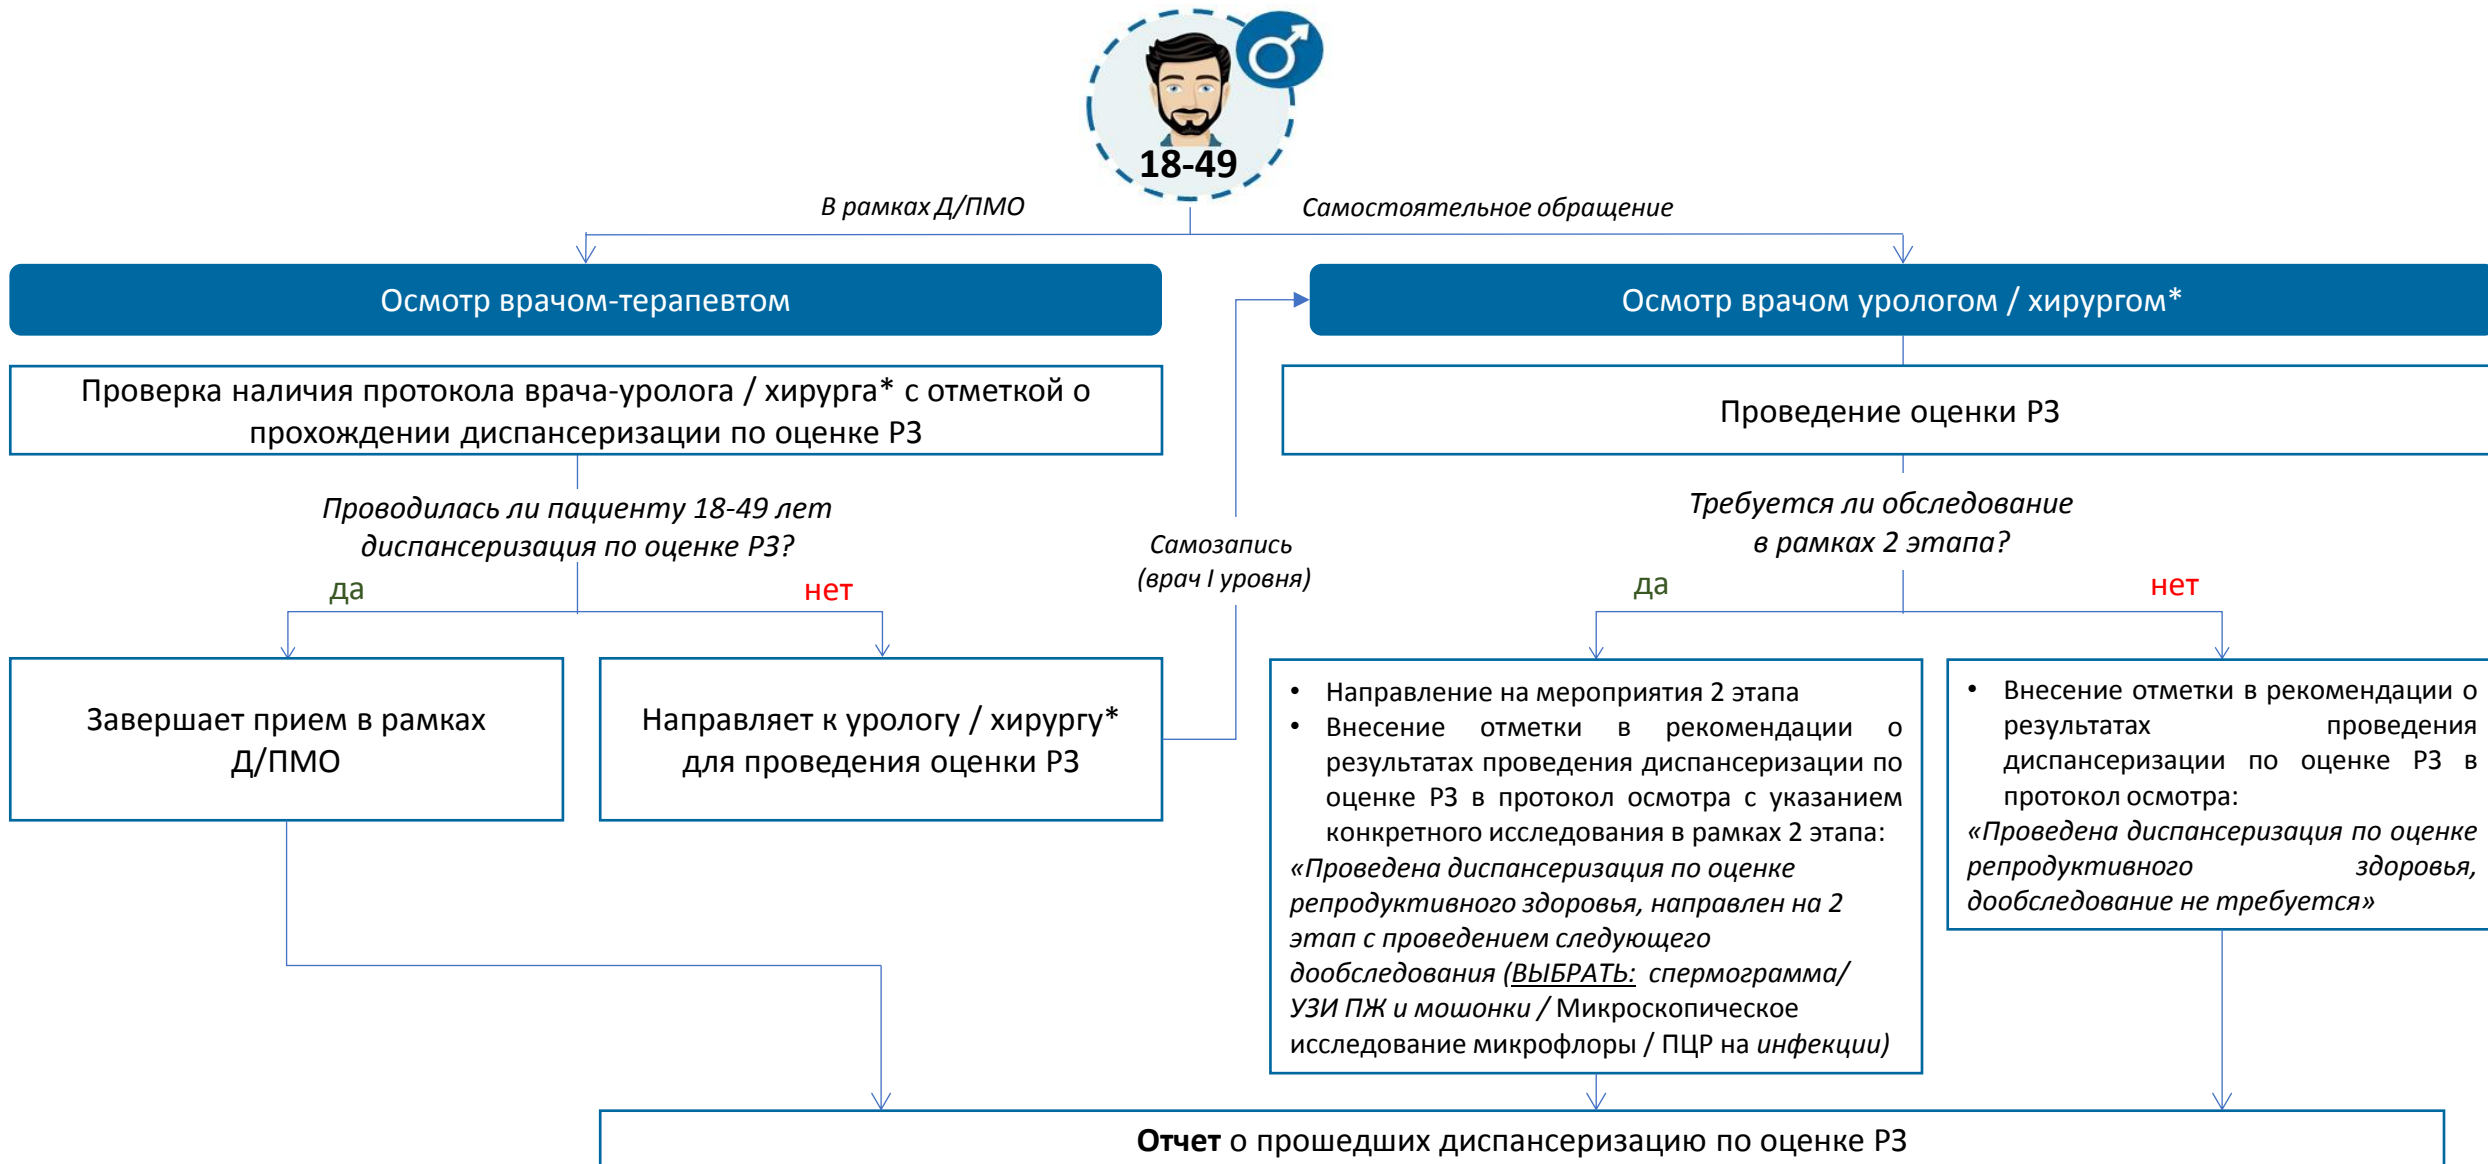 18-49
В рамках Д/ПМО
Самостоятельное обращение
Осмотр врачом-терапевтом
Осмотр врачом урологом / хирургом*
Проверка наличия протокола врача-уролога / хирурга* с отметкой о
прохождении диспансеризации по оценке РЗ
Проведение оценки РЗ
Проводилась ли пациенту 18-49 лет
диспансеризация по оценке РЗ?
да
нет
Самозапись
(врач I уровня)
Требуется ли обследование
в рамках 2 этапа?
да
нет
Завершает прием в рамках
Д/ПМО
Направляет к урологу / хирургу*
для проведения оценки РЗ
• Направление на мероприятия 2 этапа
• Внесение отметки в рекомендации о
результатах проведения диспансеризации по
оценке РЗ в протокол осмотра с указанием
конкретного исследования в рамках 2 этапа:
«Проведена диспансеризация по оценке
репродуктивного здоровья, направлен на 2
этап с проведением следующего
дообследования (ВЫБРАТЬ: спермограмма/
УЗИ ПЖ и мошонки / Микроскопическое
исследование микрофлоры / ПЦР на инфекции)
• Внесение отметки в рекомендации о
результатах проведения
диспансеризации по оценке РЗ в
протокол осмотра:
«Проведена диспансеризация по оценке
репродуктивного здоровья,
дообследование не требуется»
Отчет о прошедших диспансеризацию по оценке РЗ